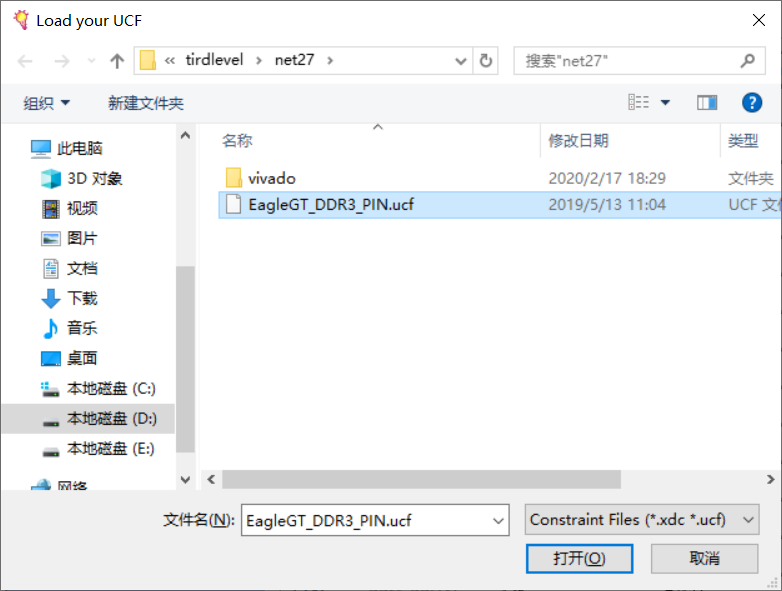 Load your UCF
« tirdlevel › net27 ›
搜索"net27"
组织
新建文件夹
此电脑
3D 对象
视频
图片
文档
下载
音乐
桌面
本地磁盘 (C:)
本地磁盘 (D:)
本地磁盘 (E:)
网络
名称 修改日期 类型
vivado 2020/2/17 18:29 文件夹
EagleGT_DDR3_PIN.ucf 2019/5/13 11:04 UCF 文
文件名(N): EagleGT_DDR3_PIN.ucf
Constraint Files (*.xdc *.ucf)
打开(O)
取消